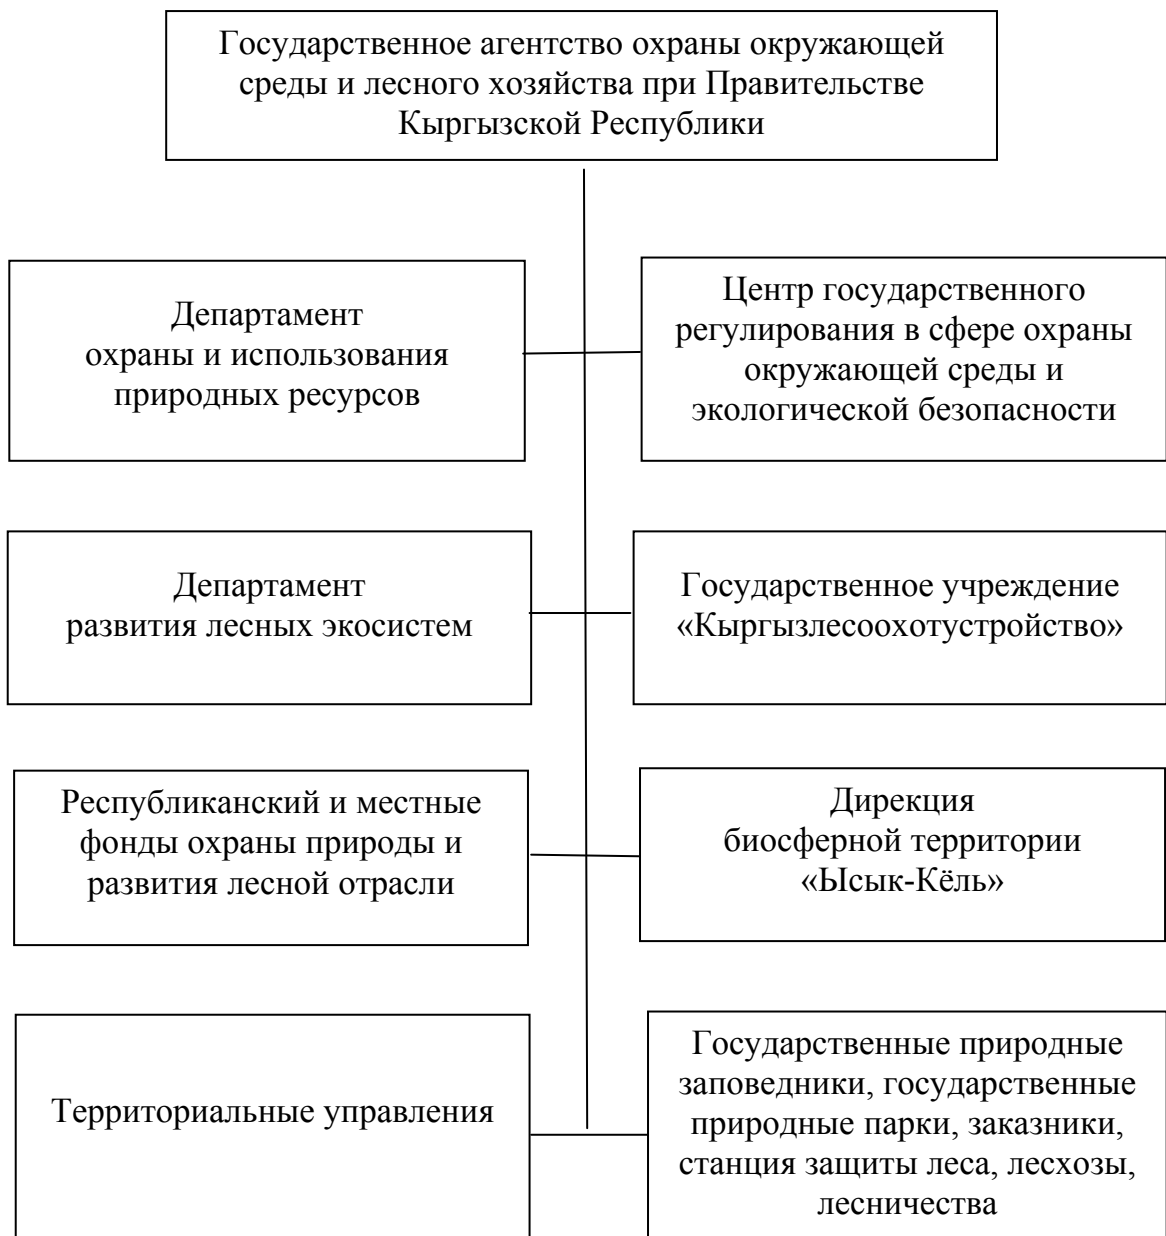 Государственное агентство охраны окружающей
среды и лесного хозяйства при Правительстве
Кыргызской Республики
Департамент
охраны и использования
природных ресурсов
Центр государственного
регулирования в сфере охраны
окружающей среды и
экологической безопасности
Департамент
развития лесных экосистем
Государственное учреждение
«Кыргызлесоохотустройство»
Республиканский и местные
фонды охраны природы и
развития лесной отрасли
Дирекция
биосферной территории
«Ысык-Кёль»
Территориальные управления
Государственные природные
заповедники, государственные
природные парки, заказники,
станция защиты леса, лесхозы,
лесничества